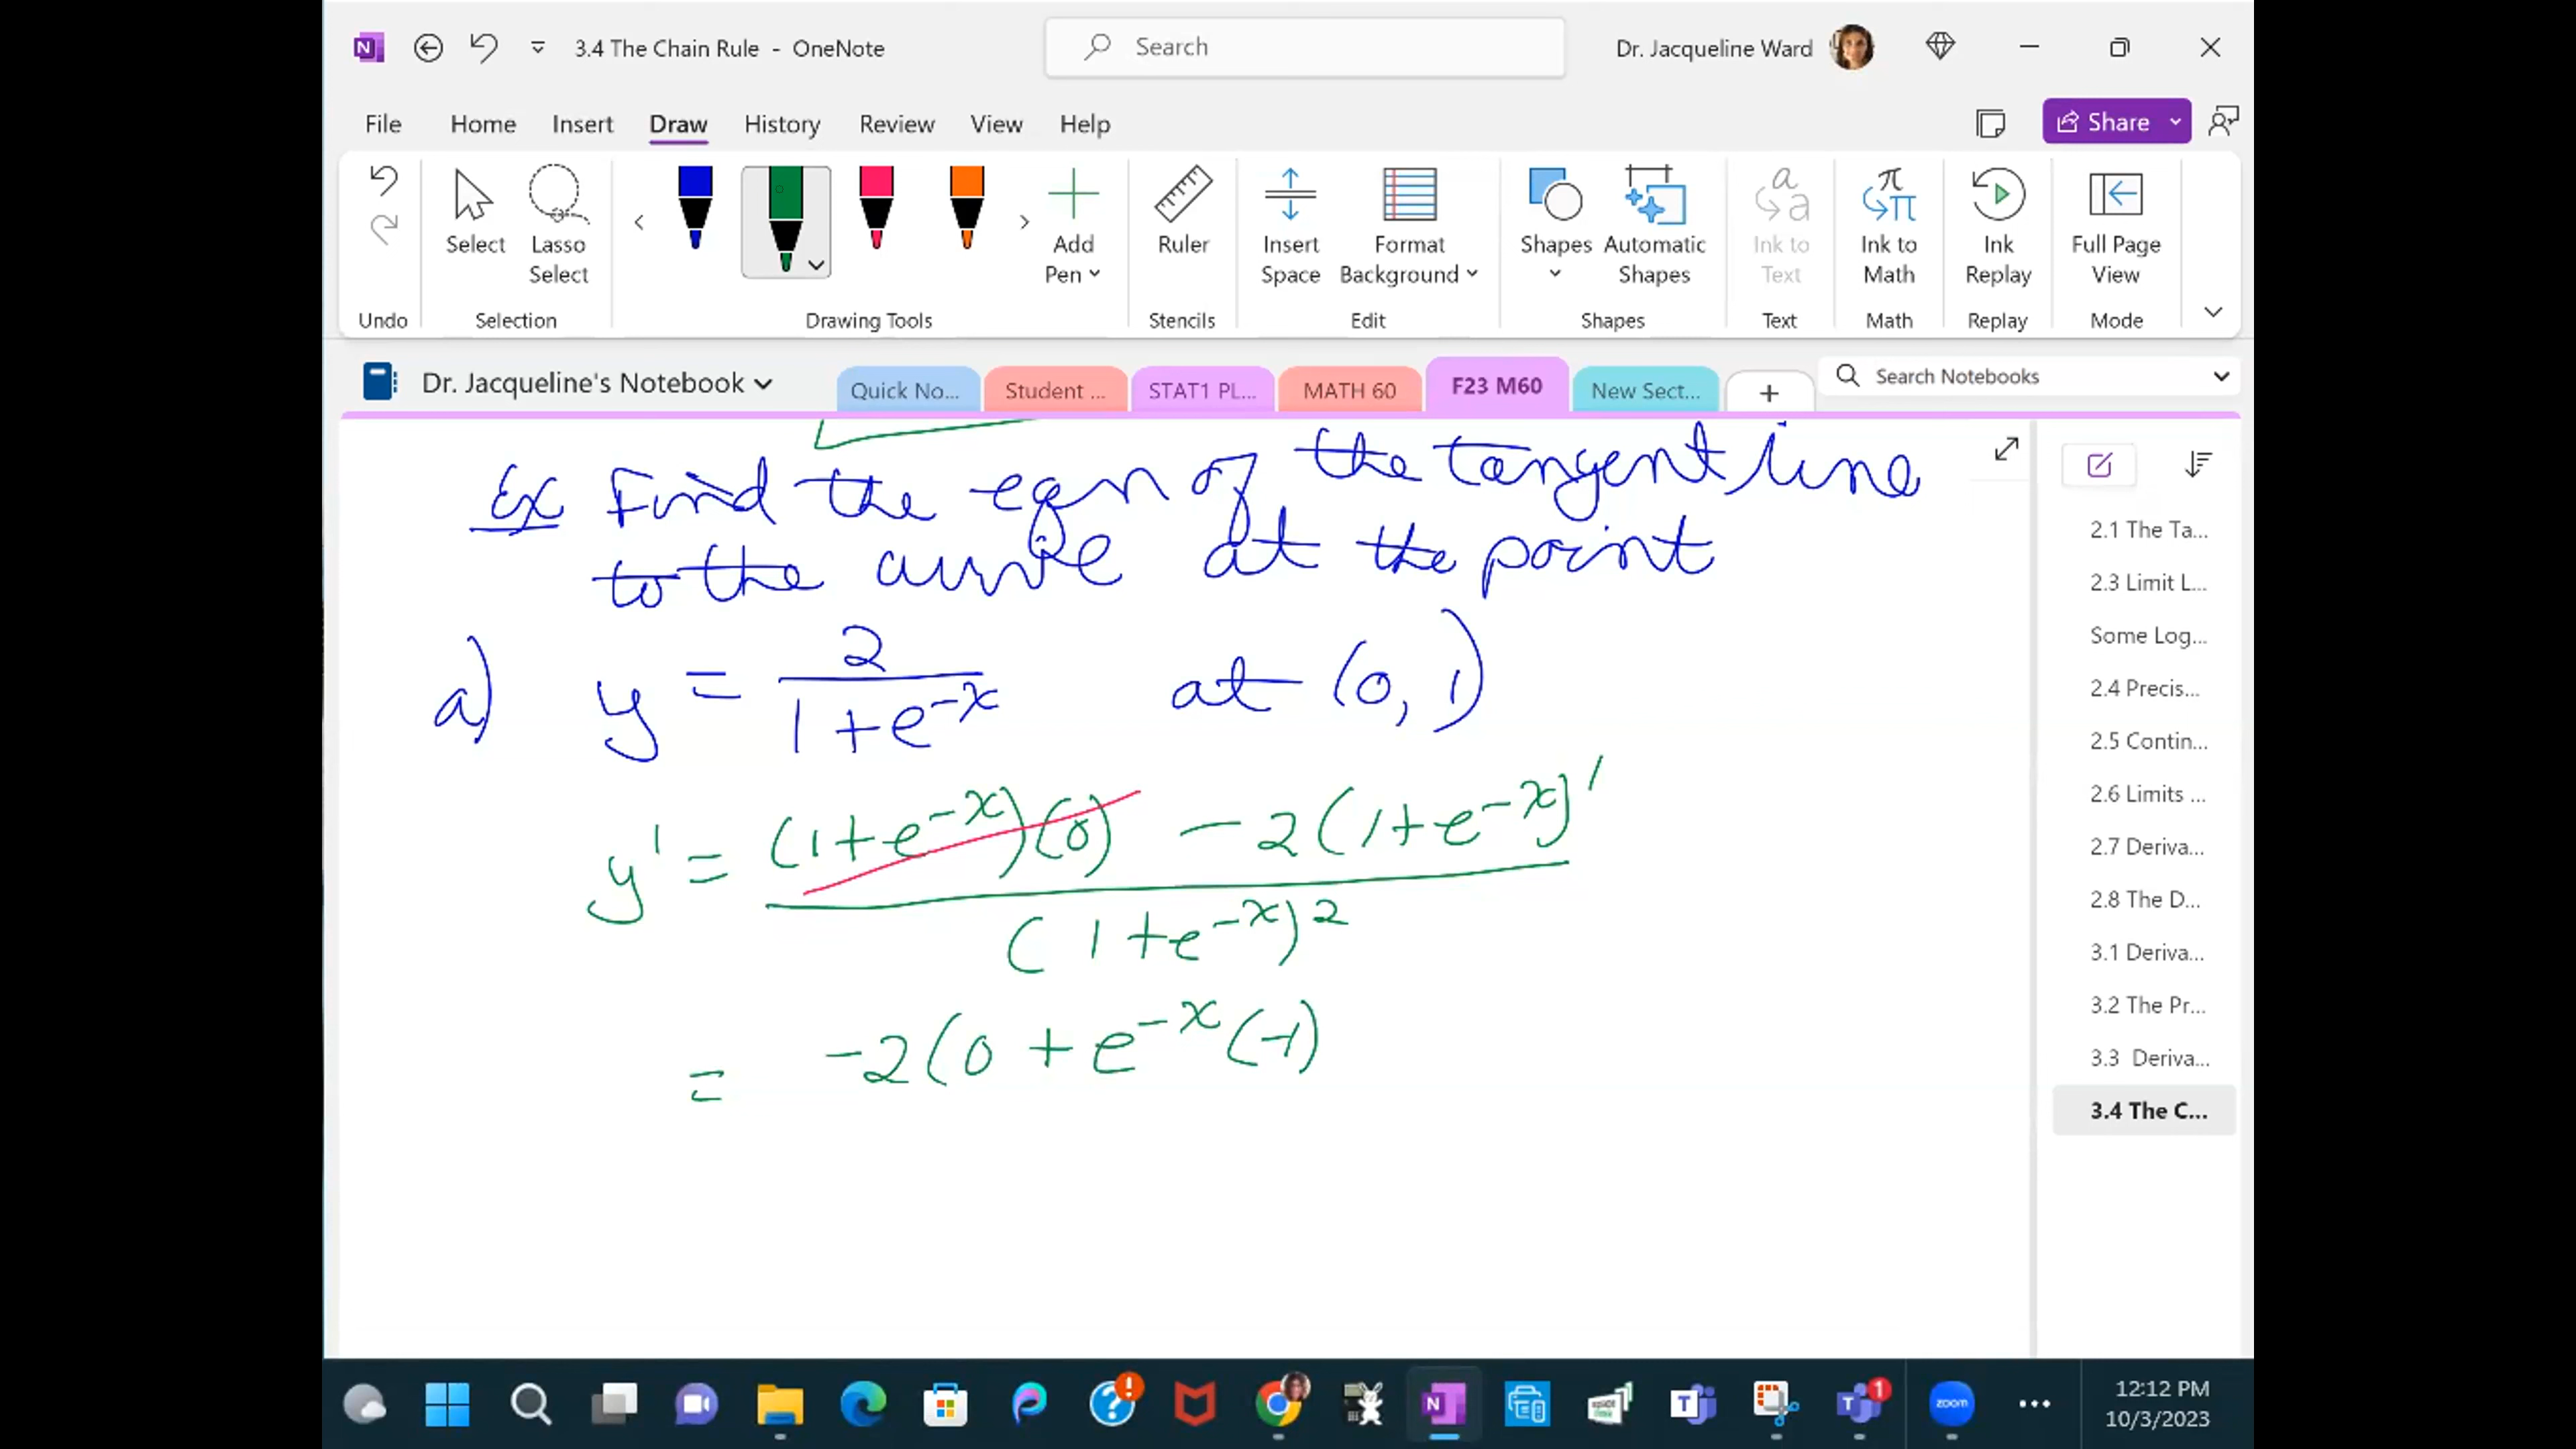 3.4 The Chain Rule - OneNote
Search
Dr. Jacqueline Ward
File Home Insert Draw History Review View Help
Share
Select
Lasso Select
Add Pen
Ruler
Insert Space
Format Background
Shapes
Automatic Shapes
Ink to Text
Ink to Math
Ink Replay
Full Page View
Undo Selection Drawing Tools Stencils Edit Shapes Text Math Replay Mode
Dr. Jacqueline's Notebook
Quick No... Student ... STAT1 PL... MATH 60 F23 M60 New Sect... +
Search Notebooks
Ex Find the eqn of the tangent line
to the curve at the point
a) y = 2 / (1 + e^-x) at (0, 1)
y' = ((1+e^-x)(0) - 2(1+e^-x)') / (1+e^-x)^2
= -2(0 + e^-x(-1)
2.1 The Ta...
2.3 Limit L...
Some Log...
2.4 Precis...
2.5 Contin...
2.6 Limits ...
2.7 Deriva...
2.8 The D...
3.1 Deriva...
3.2 The Pr...
3.3 Deriva...
3.4 The C...
zoom
1
12:12 PM
10/3/2023